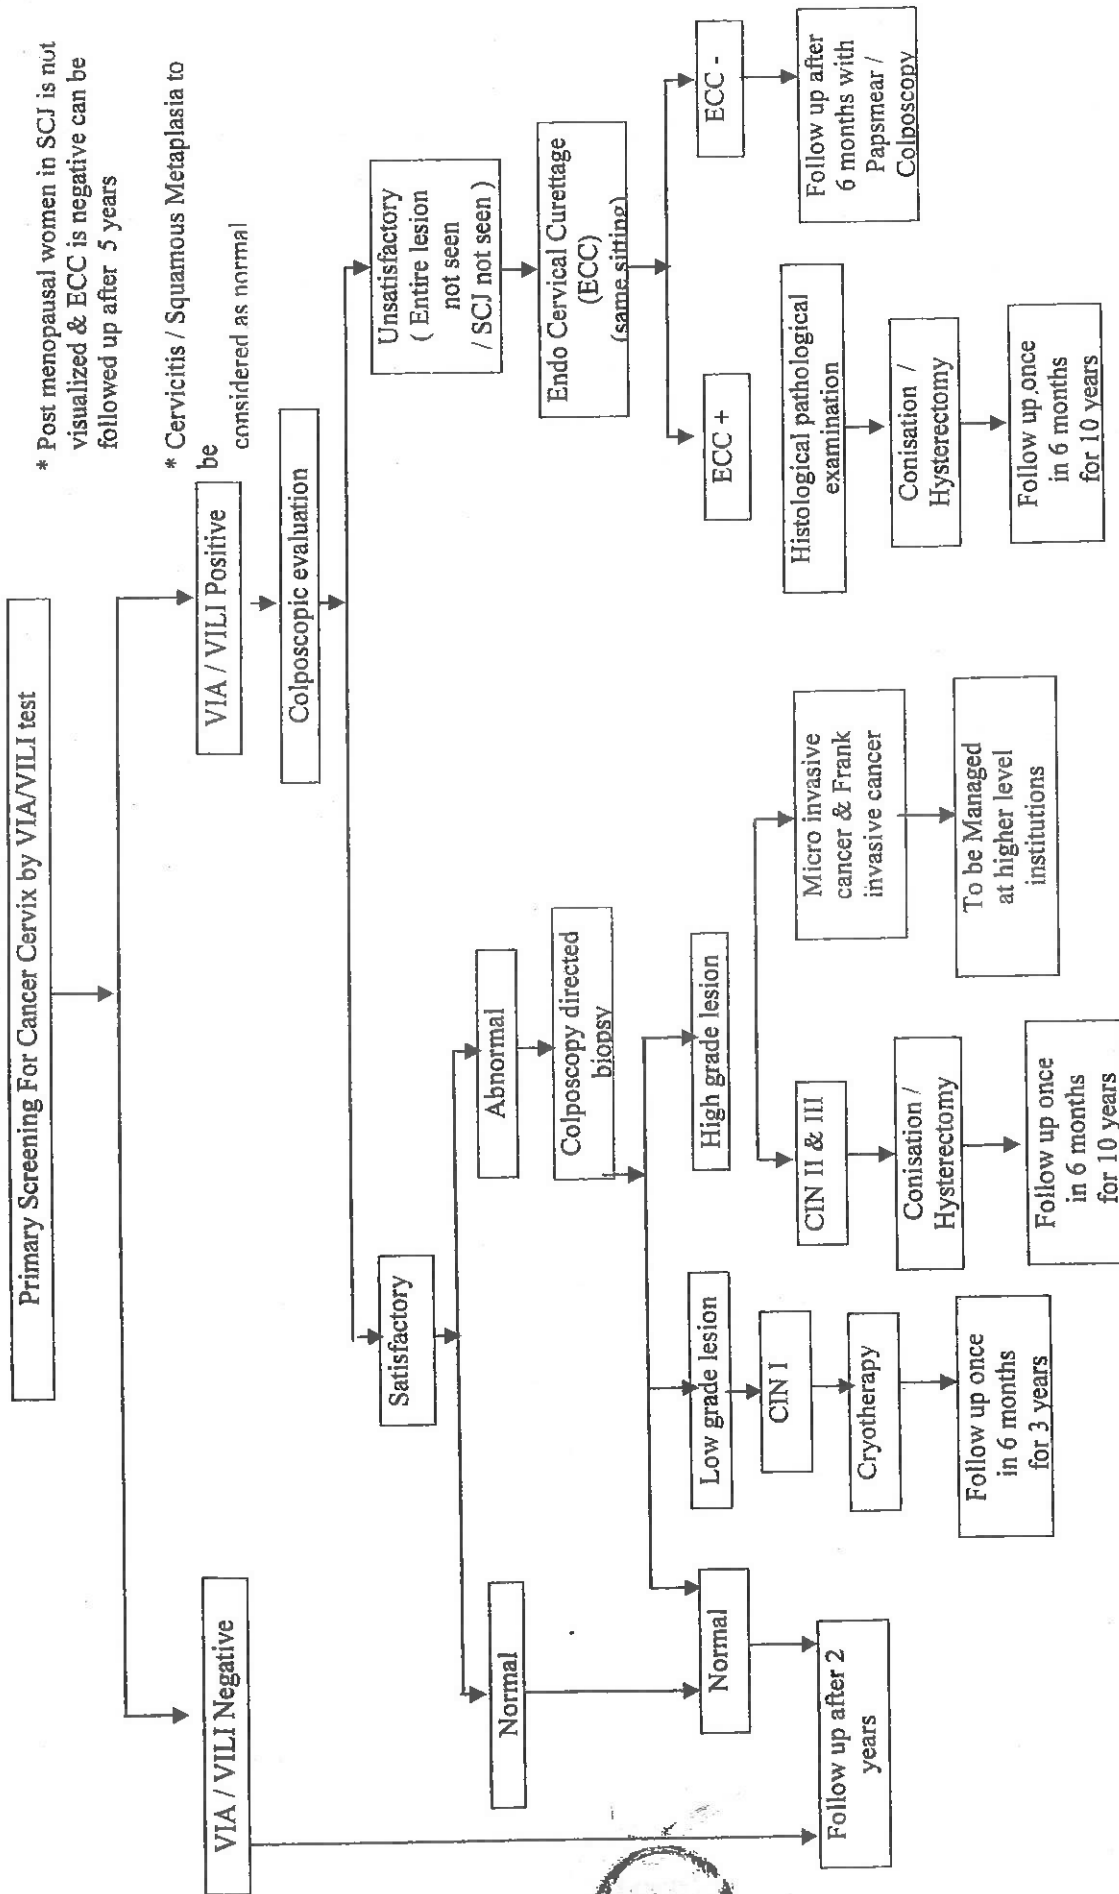 Primary Screening For Cancer Cervix by VIA/VILI test
* Post menopausal women in SCJ is not
visualized & ECC is negative can be
followed up after 5 years
* Cervicitis / Squamous Metaplasia to
be
considered as normal
VIA / VILI Negative
VIA / VILI Positive
Colposcopic evaluation
Satisfactory
Unsatisfactory
( Entire lesion
not seen
/ SCJ not seen )
Normal
Abnormal
Endo Cervical Curettage
(ECC)
(same sitting)
Colposcopy directed
biopsy
Normal
Low grade lesion
High grade lesion
ECC +
ECC -
CIN I
CIN II & III
Micro invasive
cancer & Frank
invasive cancer
Histological pathological
examination
Follow up after
6 months with
Papsmear /
Colposcopy
Follow up after 2
years
Cryotherapy
Conisation /
Hysterectomy
To be Managed
at higher level
institutions
Conisation /
Hysterectomy
Follow up once
in 6 months
for 3 years
Follow up once
in 6 months
for 10 years
Follow up once
in 6 months
for 10 years